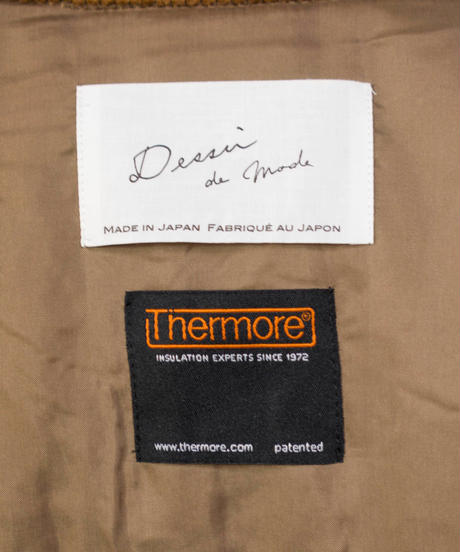 Dessin
de Mode
MADE IN JAPAN FABRIQUÉ AU JAPON
Thermore®
INSULATION EXPERTS SINCE 1972
www.thermore.com patented